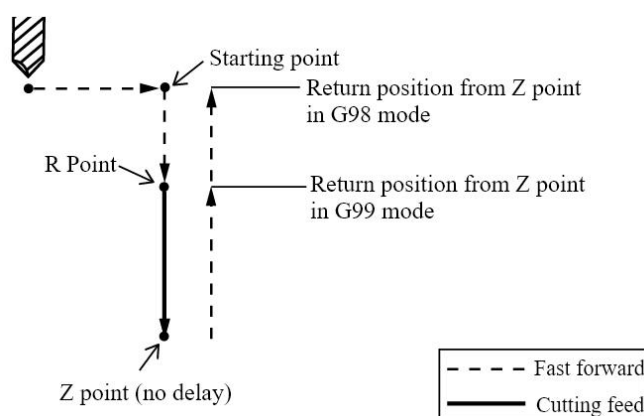 Starting point
Return position from Z point
in G98 mode
R Point
Return position from Z point
in G99 mode
Z point (no delay)
Fast forward
Cutting feed